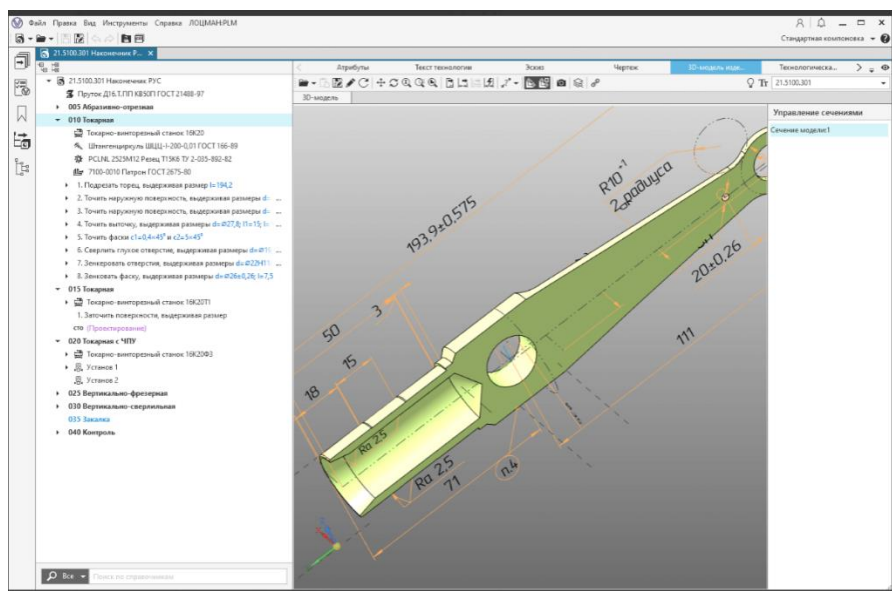 Файл Правка Вид Инструменты Справка ЛОЦМАН:PLM
Стандартная компоновка
21.5100.301 Наконечник Р... ×
Атрибуты Текст технологии Эскиз Чертеж 3D-модель изде... Технологическа...
21.5100.301 Наконечник РУС
Пруток Д16.Т.ПП КВ50П ГОСТ 21488-97
005 Абразивно-отрезная
010 Токарная
Токарно-винторезный станок 16К20
Штангенциркуль ШЦЦ-I-200-0,01 ГОСТ 166-89
PCLNL 2525M12 Резец Т15К6 ТУ 2-035-892-82
7100-0010 Патрон ГОСТ 2675-80
1. Подрезать торец, выдерживая размер l=194,2
2. Точить наружную поверхность, выдерживая размеры d= ...
3. Точить наружную поверхность, выдерживая размеры d= ...
4. Точить выточку, выдерживая размеры d=Ø27,8; l1=15; l= ...
5. Точить фаски с1=0,4×45° и с2=5×45°
6. Сверлить глухое отверстие, выдерживая размеры d=Ø1 ...
7. Зенкеровать отверстия, выдерживая размеры d=Ø22H11 ...
8. Зенковать фаску, выдерживая размеры d=Ø26±0,26; l=7,5
015 Токарная
Токарно-винторезный станок 16К20Т1
1. Заточить поверхности, выдерживая размер
сто (Проектирование)
020 Токарная с ЧПУ
Токарно-винторезный станок 16К20Ф3
Установ 1
Установ 2
025 Вертикально-фрезерная
030 Вертикально-сверлильная
035 Закалка
040 Контроль
Все Поиск по справочникам
Тг 21.5100.301
3D-модель
Управление сечениями
Сечение модели:1
R10⁻¹
2 радиуса
193,9±0,575
20±0,26
50
3
111
15
18
Ra 2,5
Ra 2,5
71
п.4